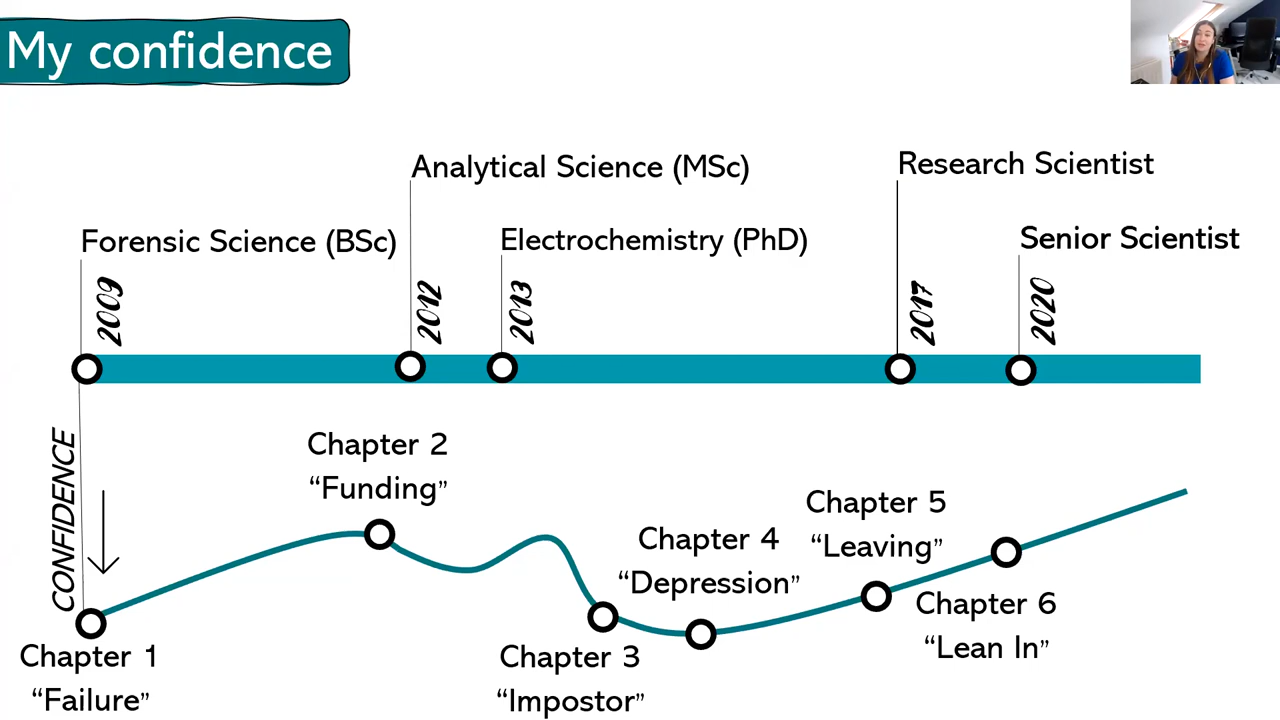 My confidence
Analytical Science (MSc)
Research Scientist
Forensic Science (BSc)
Electrochemistry (PhD)
Senior Scientist
2009
2012
2013
2017
2020
CONFIDENCE
Chapter 1
“Failure”
Chapter 2
“Funding”
Chapter 3
“Impostor”
Chapter 4
“Depression”
Chapter 5
“Leaving”
Chapter 6
“Lean In”